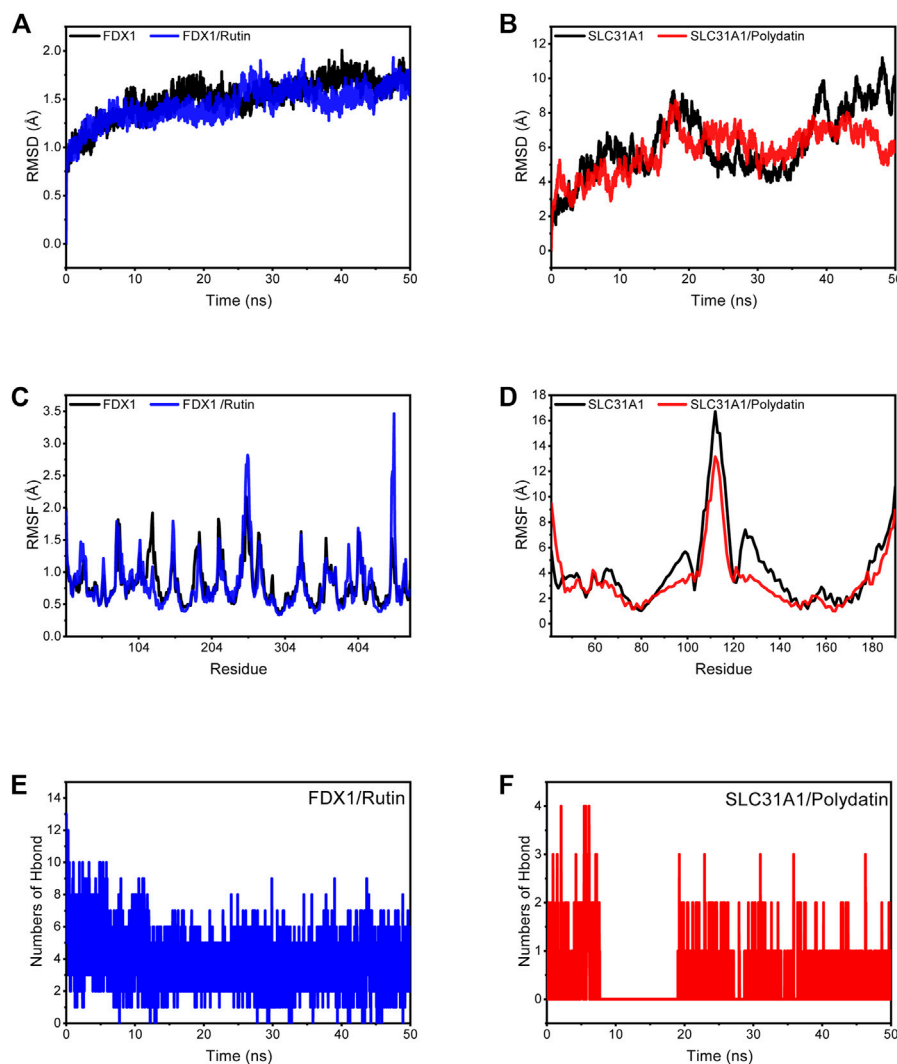 A
FDX1 FDX1/Rutin
2.0
1.5
1.0
0.5
0.0
RMSD (Å)
0 10 20 30 40 50
Time (ns)
B
SLC31A1 SLC31A1/Polydatin
12
10
8
6
4
2
0
RMSD (Å)
0 10 20 30 40 50
Time (ns)
C
FDX1 FDX1 /Rutin
3.5
3.0
2.5
2.0
1.5
1.0
0.5
0.0
RMSF (Å)
104 204 304 404
Residue
D
SLC31A1 SLC31A1/Polydatin
18
16
14
12
10
8
6
4
2
0
RMSF (Å)
60 80 100 120 140 160 180
Residue
E
FDX1/Rutin
14
12
10
8
6
4
2
0
Numbers of Hbond
0 10 20 30 40 50
Time (ns)
F
SLC31A1/Polydatin
4
3
2
1
0
Numbers of Hbond
0 10 20 30 40 50
Time (ns)